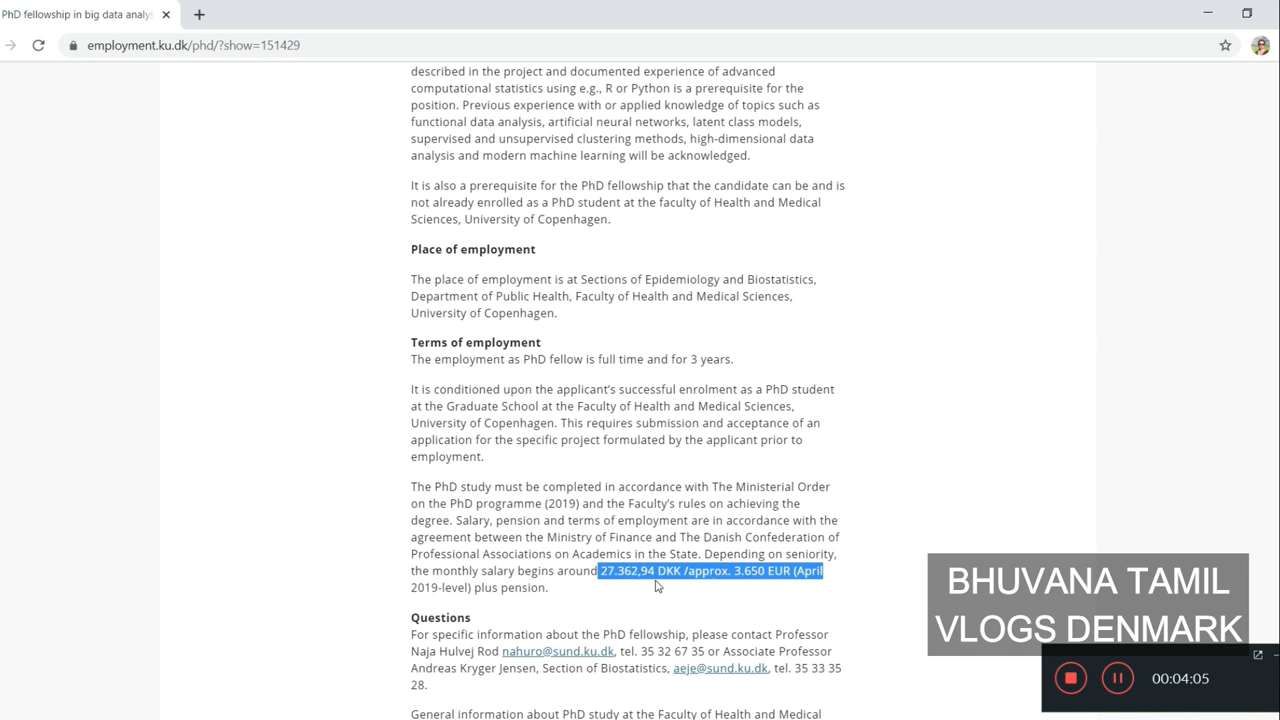 PhD fellowship in big data analys
employment.ku.dk/phd/?show=151429
described in the project and documented experience of advanced
computational statistics using e.g., R or Python is a prerequisite for the
position. Previous experience with or applied knowledge of topics such as
functional data analysis, artificial neural networks, latent class models,
supervised and unsupervised clustering methods, high-dimensional data
analysis and modern machine learning will be acknowledged.
It is also a prerequisite for the PhD fellowship that the candidate can be and is
not already enrolled as a PhD student at the faculty of Health and Medical
Sciences, University of Copenhagen.
Place of employment
The place of employment is at Sections of Epidemiology and Biostatistics,
Department of Public Health, Faculty of Health and Medical Sciences,
University of Copenhagen.
Terms of employment
The employment as PhD fellow is full time and for 3 years.
It is conditioned upon the applicant's successful enrolment as a PhD student
at the Graduate School at the Faculty of Health and Medical Sciences,
University of Copenhagen. This requires submission and acceptance of an
application for the specific project formulated by the applicant prior to
employment.
The PhD study must be completed in accordance with The Ministerial Order
on the PhD programme (2019) and the Faculty's rules on achieving the
degree. Salary, pension and terms of employment are in accordance with the
agreement between the Ministry of Finance and The Danish Confederation of
Professional Associations on Academics in the State. Depending on seniority,
the monthly salary begins around 27.362,94 DKK /approx. 3.650 EUR (April
2019-level) plus pension.
Questions
For specific information about the PhD fellowship, please contact Professor
Naja Hulvej Rod nahuro@sund.ku.dk, tel. 35 32 67 35 or Associate Professor
Andreas Kryger Jensen, Section of Biostatistics, aeje@sund.ku.dk, tel. 35 33 35
28.
General information about PhD study at the Faculty of Health and Medical
BHUVANA TAMIL
VLOGS DENMARK
00:04:05